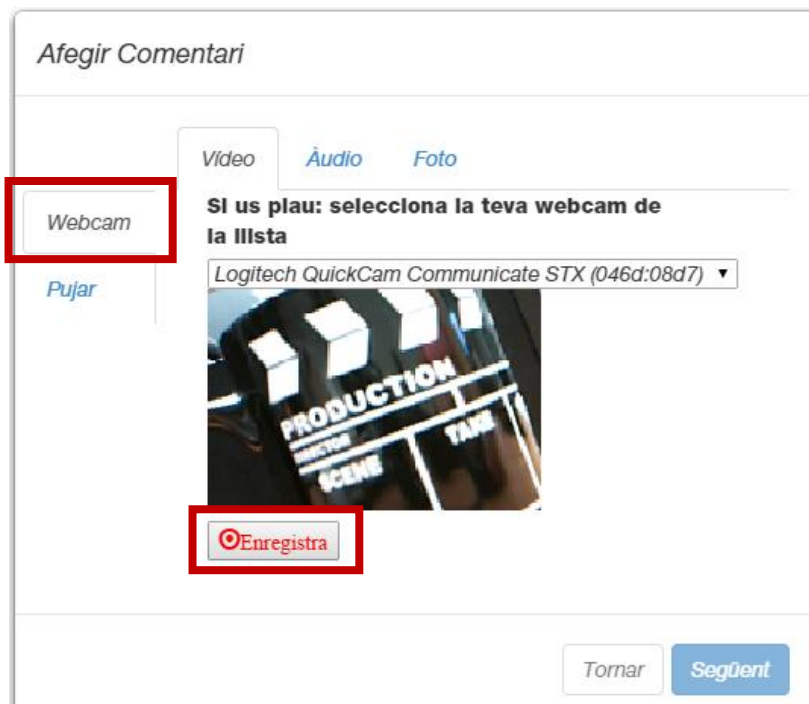 Afegir Comentari
Vídeo Àudio Foto
Webcam
Pujar
Si us plau: selecciona la teva webcam de
la llista
Logitech QuickCam Communicate STX (046d:08d7)
PRODUCTION
DIRECTOR
SCENE TAKE
Enregistra
Tornar Següent